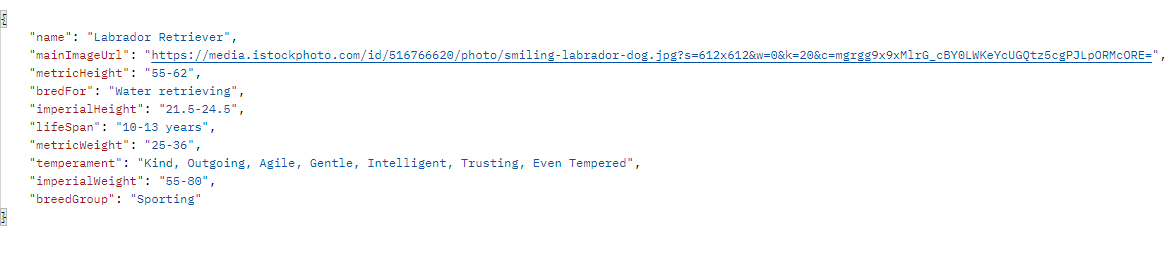 {
"name": "Labrador Retriever",
"mainImageUrl": "https://media.istockphoto.com/id/516766620/photo/smiling-labrador-dog.jpg?s=612x612&w=0&k=20&c=mgrgg9x9xMlrG_cBY0LWKeYcUGQtz5cgPJLpORMcORE=",
"metricHeight": "55-62",
"bredFor": "Water retrieving",
"imperialHeight": "21.5-24.5",
"lifeSpan": "10-13 years",
"metricWeight": "25-36",
"temperament": "Kind, Outgoing, Agile, Gentle, Intelligent, Trusting, Even Tempered",
"imperialWeight": "55-80",
"breedGroup": "Sporting"
}